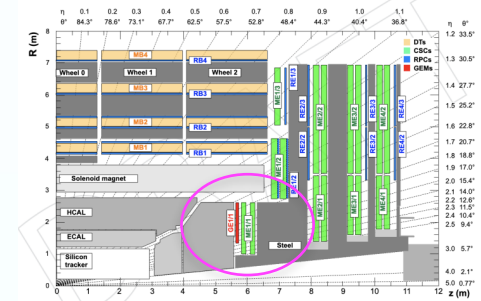 η 0.1 0.2 0.3 0.4 0.5 0.6 0.7 0.8 0.9 1.0 1.1
θ° 84.3° 78.6° 73.1° 67.7° 62.5° 57.5° 52.8° 48.4° 44.3° 40.4° 36.8° η θ°
R (m)
8
7
6
5
4
3
2
1
0
1.2 33.5°
1.3 30.5°
1.4 27.7°
1.5 25.2°
1.6 22.8°
1.7 20.7°
1.8 18.8°
1.9 17.0°
2.0 15.4°
2.1 14.0°
2.2 12.6°
2.3 11.5°
2.4 10.4°
2.5 9.4°
3.0 5.7°
4.0 2.1°
5.0 0.77°
DTs
CSCs
RPCs
GEMs
MB4
RB4
Wheel 0
Wheel 1
Wheel 2
MB3
RB3
MB2
RB2
MB1
RB1
Solenoid magnet
HCAL
ECAL
Silicon
tracker
Steel
GE1/1
ME1/1
ME1/2
ME1/3
RE1/3
RE1/2
RE2/3
RE2/2
ME2/2
ME2/1
ME3/2
ME3/1
RE3/3
RE3/2
ME4/2
ME4/1
RE4/3
RE4/2
0 1 2 3 4 5 6 7 8 9 10 11 12 z (m)